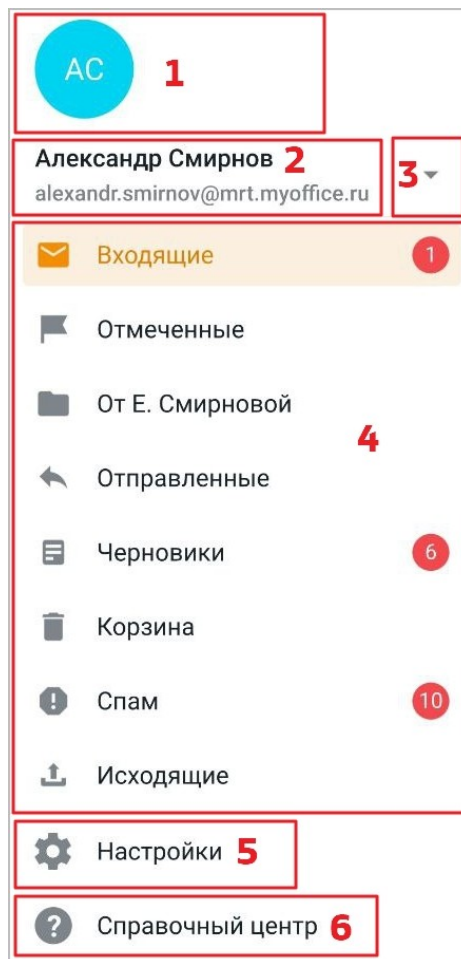 АС 1
Александр Смирнов 2
alexandr.smirnov@mrt.myoffice.ru 3
Входящие 1
Отмеченные
От Е. Смирновой
4
Отправленные
Черновики 6
Корзина
Спам 10
Исходящие
Настройки 5
Справочный центр 6